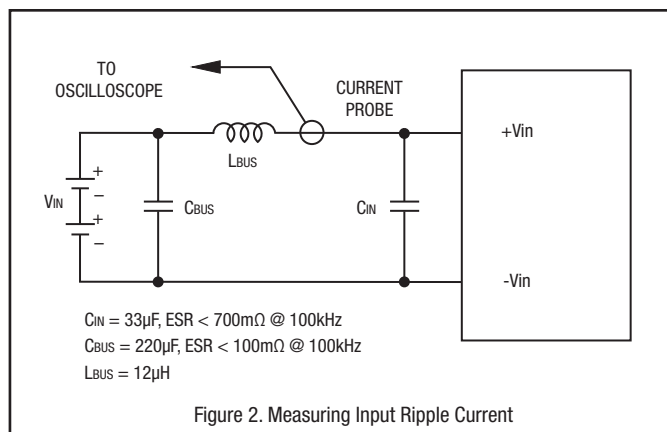 TO
OSCILLOSCOPE
CURRENT
PROBE
+Vin
LBUS
+
−
VIN
+
−
CBUS
CIN
-Vin
CIN = 33µF, ESR < 700mΩ @ 100kHz
CBUS = 220µF, ESR < 100mΩ @ 100kHz
LBUS = 12µH
Figure 2. Measuring Input Ripple Current